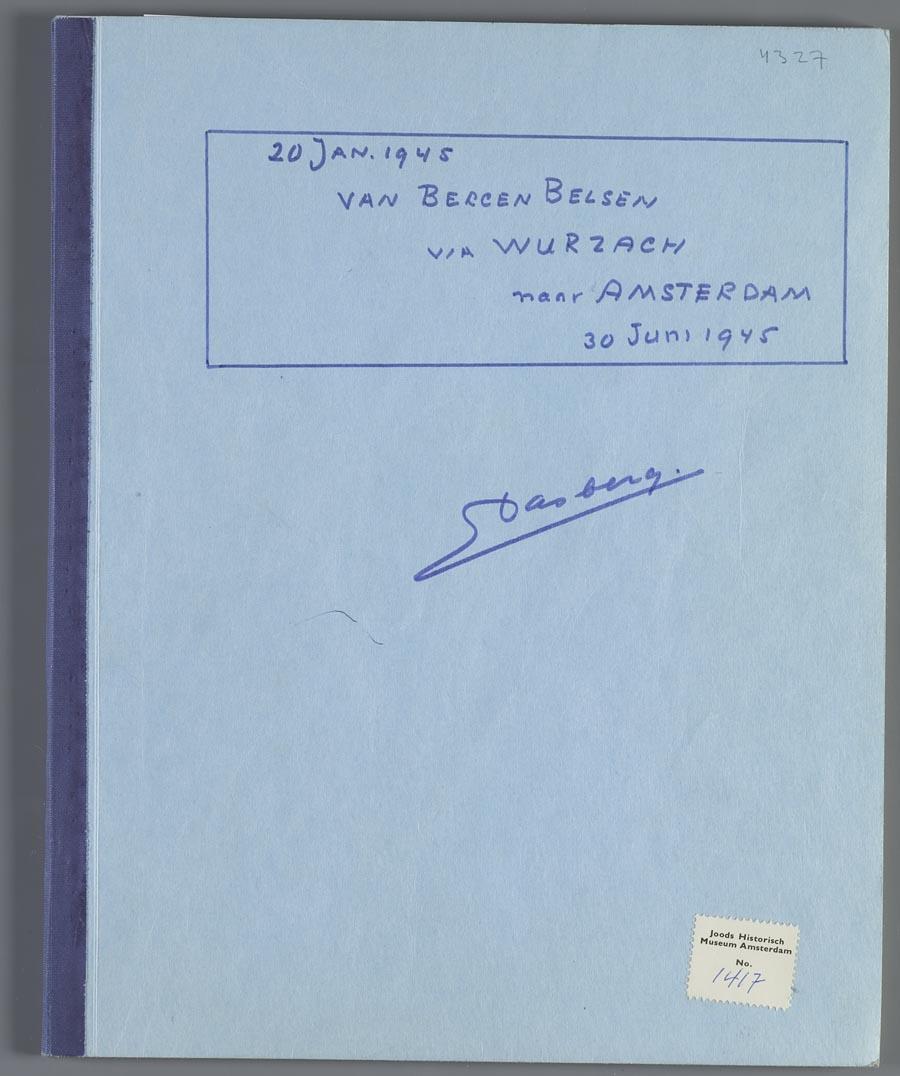 4327
20 JAN. 1945
VAN BERGEN BELSEN
VIA WURZACH
naar AMSTERDAM
30 Juni 1945
Dasberg.
Joods Historisch
Museum Amsterdam
No.
1417